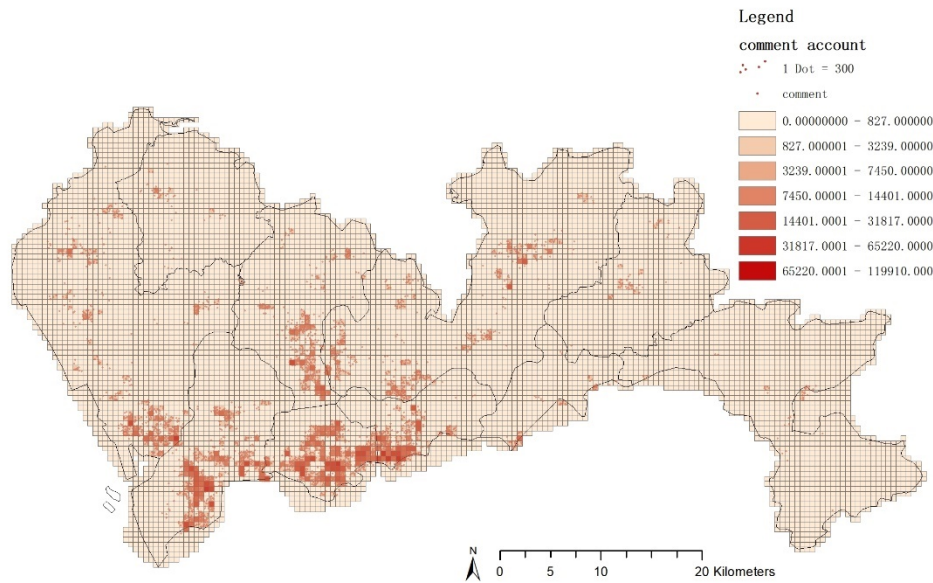 Legend
comment account
1 Dot = 300
comment
0.00000000 - 827.000000
827.000001 - 3239.00000
3239.00001 - 7450.00000
7450.00001 - 14401.0000
14401.0001 - 31817.0000
31817.0001 - 65220.0000
65220.0001 - 119910.000
N
0 5 10 20 Kilometers